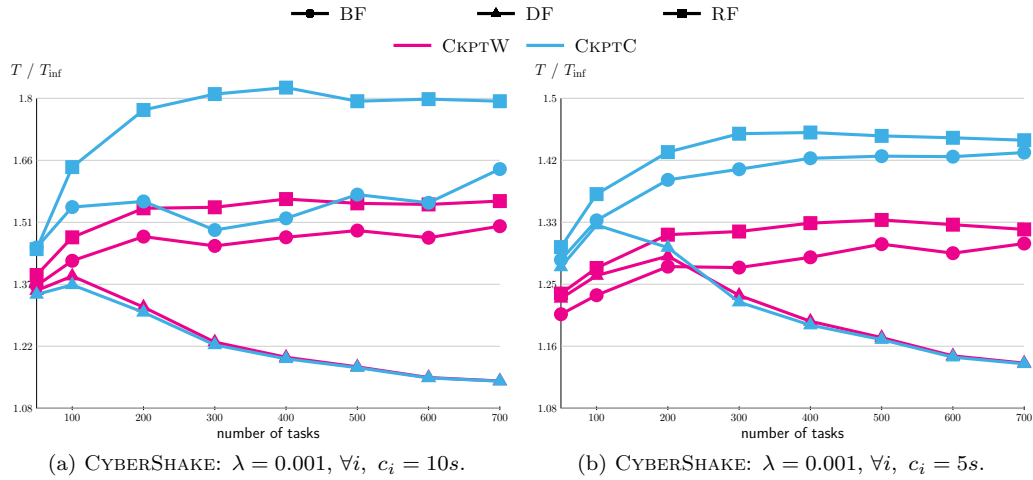 BF DF RF
CkptW CkptC
T / T_inf
1.8
1.66
1.51
1.37
1.22
1.08
100 200 300 400 500 600 700
number of tasks
(a) CyberShake: λ = 0.001, ∀i, c_i = 10s.
T / T_inf
1.5
1.42
1.33
1.25
1.16
1.08
100 200 300 400 500 600 700
number of tasks
(b) CyberShake: λ = 0.001, ∀i, c_i = 5s.